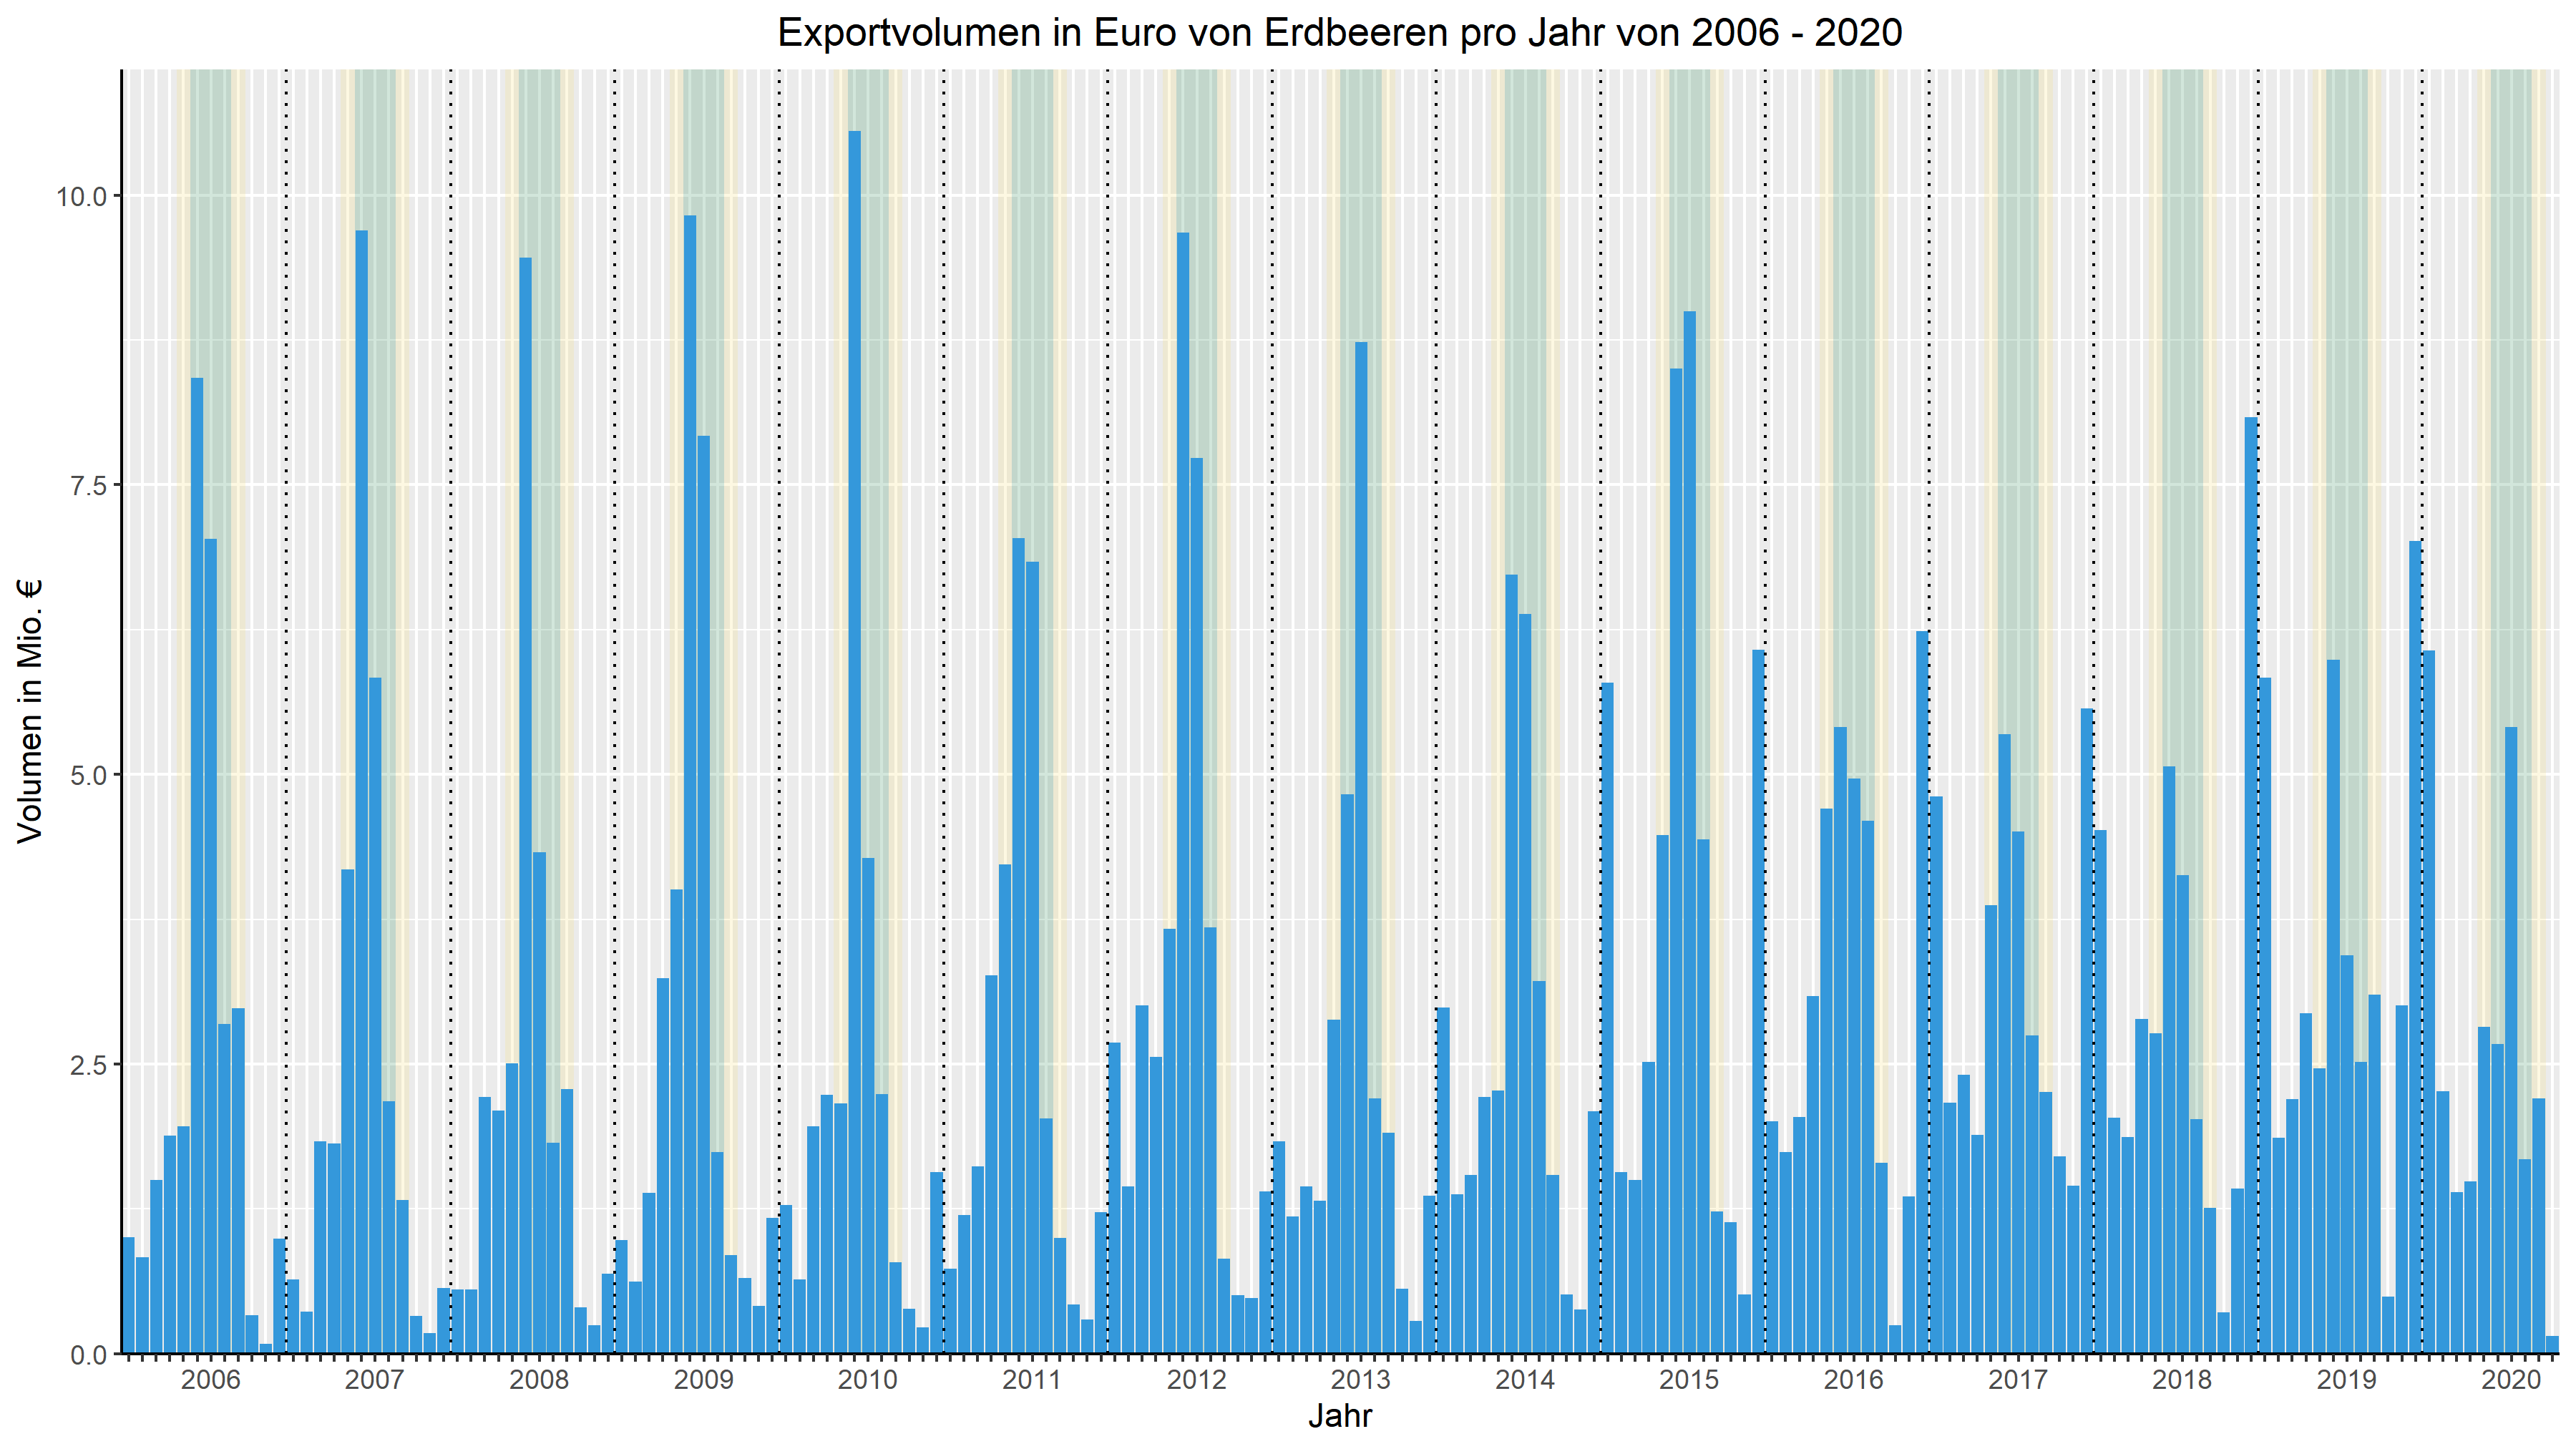 Exportvolumen in Euro von Erdbeeren pro Jahr von 2006 - 2020
Volumen in Mio. €
10.0
7.5
5.0
2.5
0.0
2006 2007 2008 2009 2010 2011 2012 2013 2014 2015 2016 2017 2018 2019 2020
Jahr